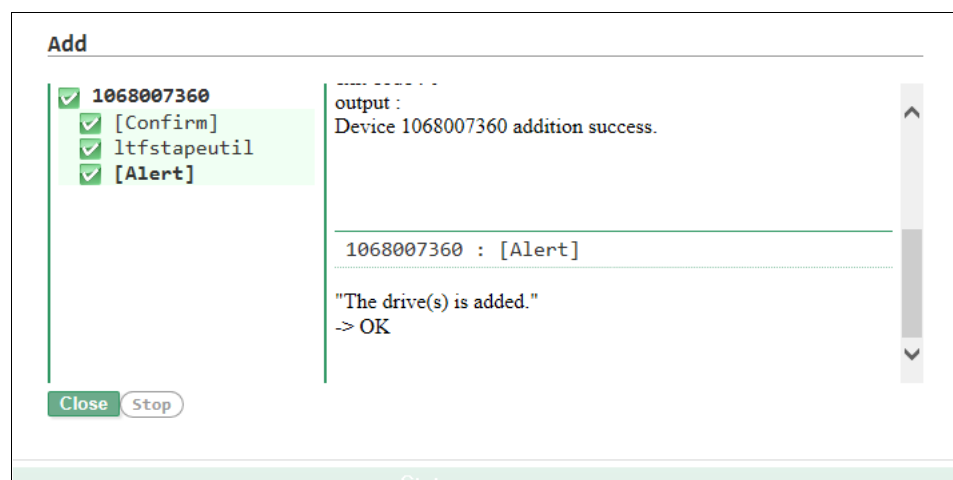 Add
1068007360
[Confirm]
ltfstapeutil
[Alert]
output :
Device 1068007360 addition success.
1068007360 : [Alert]
"The drive(s) is added."
-> OK
Close
Stop